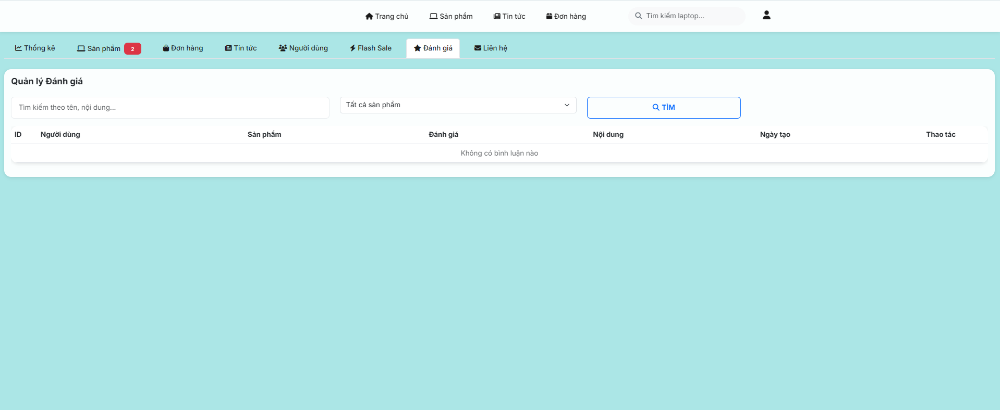 Trang chủ Sản phẩm Tin tức Đơn hàng Tìm kiếm laptop...
Thống kê Sản phẩm 2 Đơn hàng Tin tức Người dùng Flash Sale Đánh giá Liên hệ
Quản lý Đánh giá
Tìm kiếm theo tên, nội dung... Tất cả sản phẩm TÌM
ID Người dùng Sản phẩm Đánh giá Nội dung Ngày tạo Thao tác
Không có bình luận nào